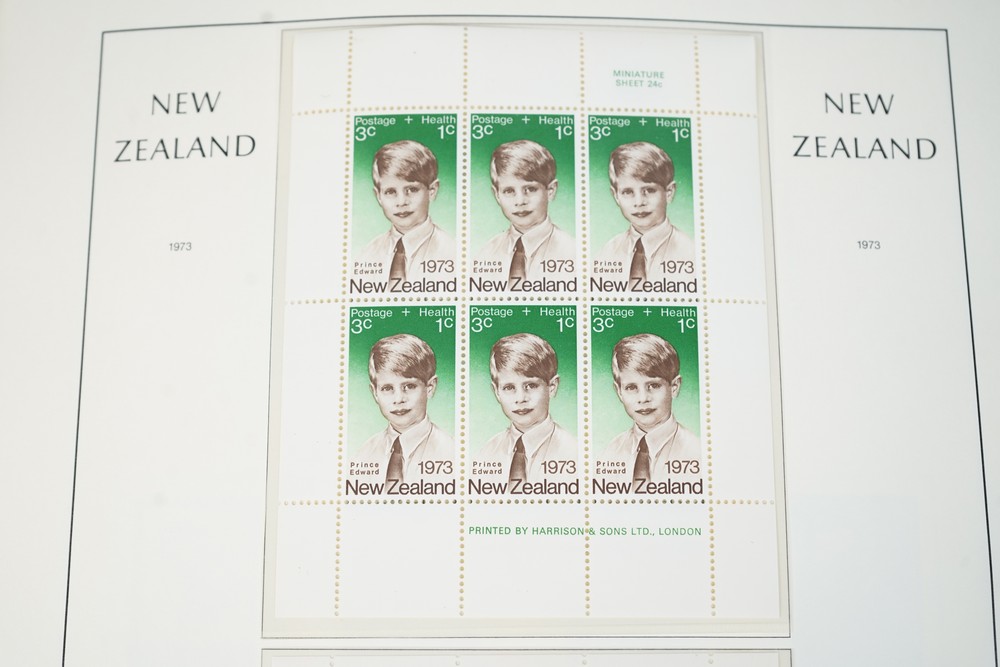 NEW
ZEALAND
1973
MINIATURE
SHEET 24c
Postage + Health
3c 1c
Prince
Edward 1973
New Zealand
Postage + Health
3c 1c
Prince
Edward 1973
New Zealand
Postage + Health
3c 1c
Prince
Edward 1973
New Zealand
Postage + Health
3c 1c
Prince
Edward 1973
New Zealand
Postage + Health
3c 1c
Prince
Edward 1973
New Zealand
Postage + Health
3c 1c
Prince
Edward 1973
New Zealand
PRINTED BY HARRISON & SONS LTD., LONDON
NEW
ZEALAND
1973